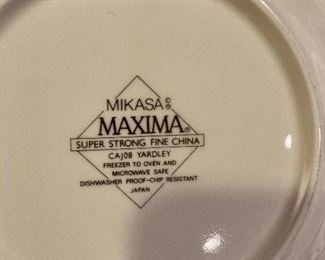 MIKASA ©
MAXIMA®
SUPER STRONG FINE CHINA
CAJ08 YARDLEY
FREEZER TO OVEN AND
MICROWAVE SAFE
DISHWASHER PROOF-CHIP RESISTANT
JAPAN